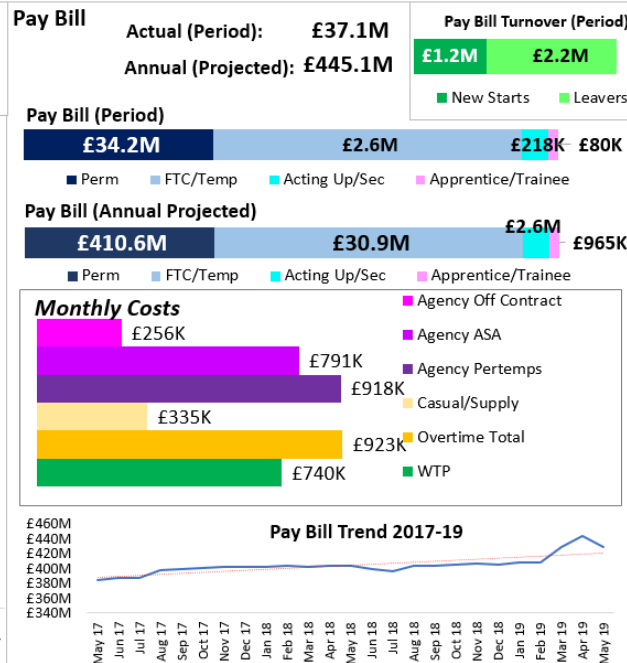 Pay Bill
Actual (Period): £37.1M
Annual (Projected): £445.1M
Pay Bill Turnover (Period)
£1.2M £2.2M
New Starts Leavers
Pay Bill (Period)
£34.2M £2.6M £218K £80K
Perm FTC/Temp Acting Up/Sec Apprentice/Trainee
Pay Bill (Annual Projected)
£410.6M £30.9M £2.6M £965K
Perm FTC/Temp Acting Up/Sec Apprentice/Trainee
Monthly Costs
£256K
£791K
£918K
£335K
£923K
£740K
Agency Off Contract
Agency ASA
Agency Pertemps
Casual/Supply
Overtime Total
WTP
Pay Bill Trend 2017-19
£460M
£440M
£420M
£400M
£380M
£360M
£340M
May 17
Jun 17
Jul 17
Aug 17
Sep 17
Oct 17
Nov 17
Dec 17
Jan 18
Feb 18
Mar 18
Apr 18
May 18
Jun 18
Jul 18
Aug 18
Sep 18
Oct 18
Nov 18
Dec 18
Jan 19
Feb 19
Mar 19
Apr 19
May 19